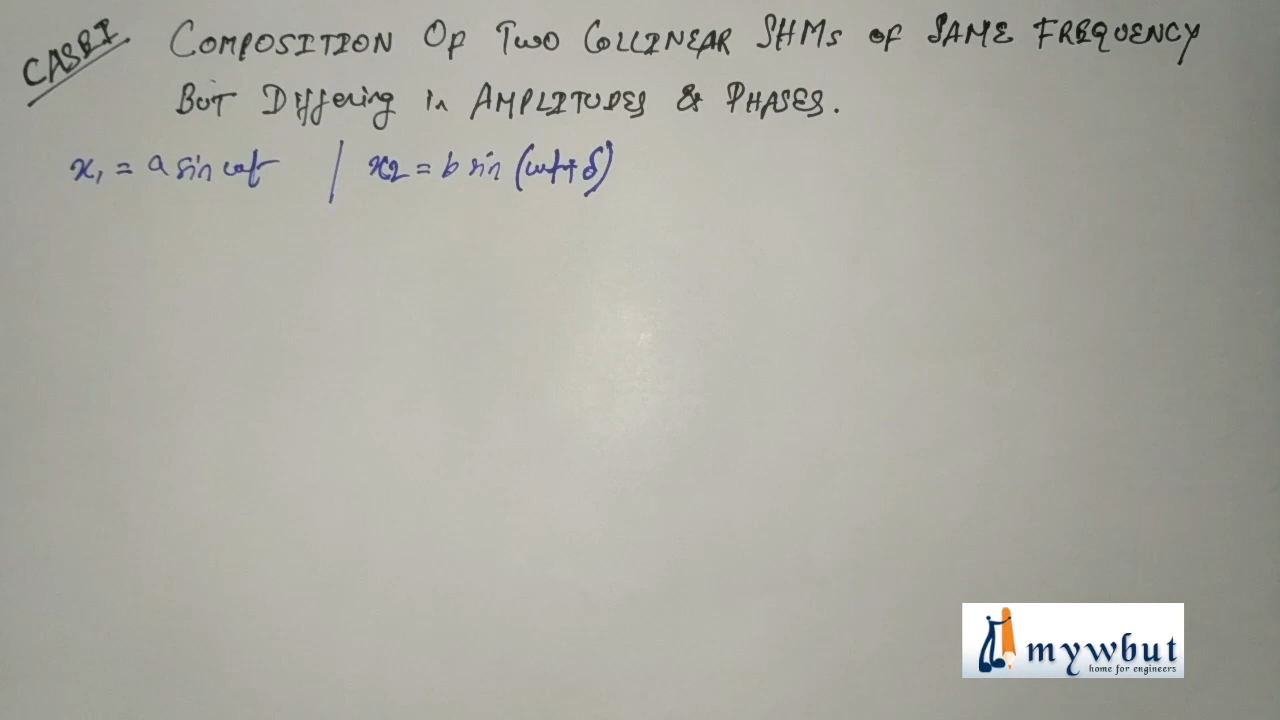 CASE I
COMPOSITION OF TWO COLLINEAR SHMs OF SAME FREQUENCY
BUT Differing in AMPLITUDES & PHASES.
x₁ = a sin ωt | x₂ = b sin (ωt + δ)
mywbut
home for engineers